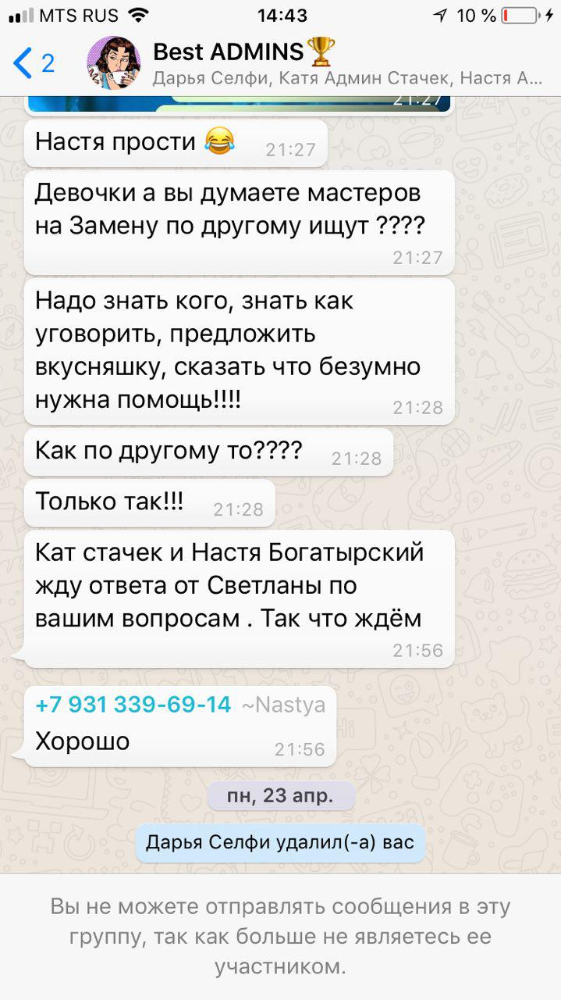 MTS RUS 14:43 10 %
2 Best ADMINS🏆
Дарья Селфи, Катя Админ Стачек, Настя А...
21:27
Настя прости 😂 21:27
Девочки а вы думаете мастеров
на Замену по другому ищут ????
21:27
Надо знать кого, знать как
уговорить, предложить
вкусняшку, сказать что безумно
нужна помощь!!!! 21:28
Как по другому то???? 21:28
Только так!!! 21:28
Кат стачек и Настя Богатырский
жду ответа от Светланы по
вашим вопросам . Так что ждём
21:56
+7 931 339-69-14 ~Nastya
Хорошо 21:56
пн, 23 апр.
Дарья Селфи удалил(-а) вас
Вы не можете отправлять сообщения в эту
группу, так как больше не являетесь ее
участником.